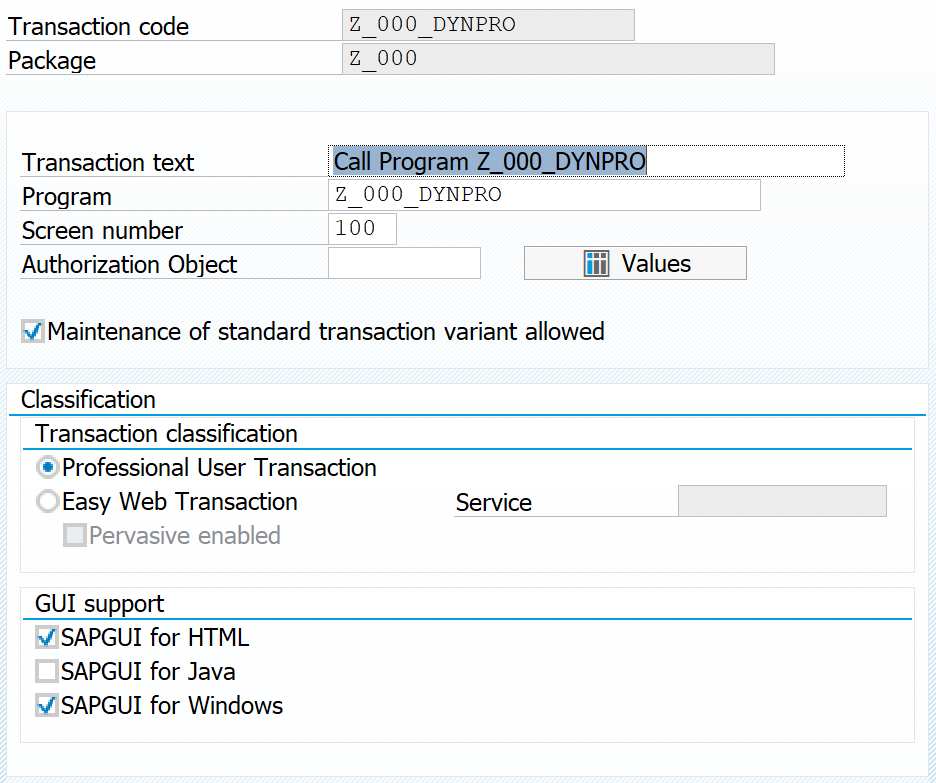 Transaction code Z_000_DYNPRO
Package Z_000
Transaction text Call Program Z_000_DYNPRO
Program Z_000_DYNPRO
Screen number 100
Authorization Object Values
Maintenance of standard transaction variant allowed
Classification
Transaction classification
Professional User Transaction
Easy Web Transaction Service
Pervasive enabled
GUI support
SAPGUI for HTML
SAPGUI for Java
SAPGUI for Windows